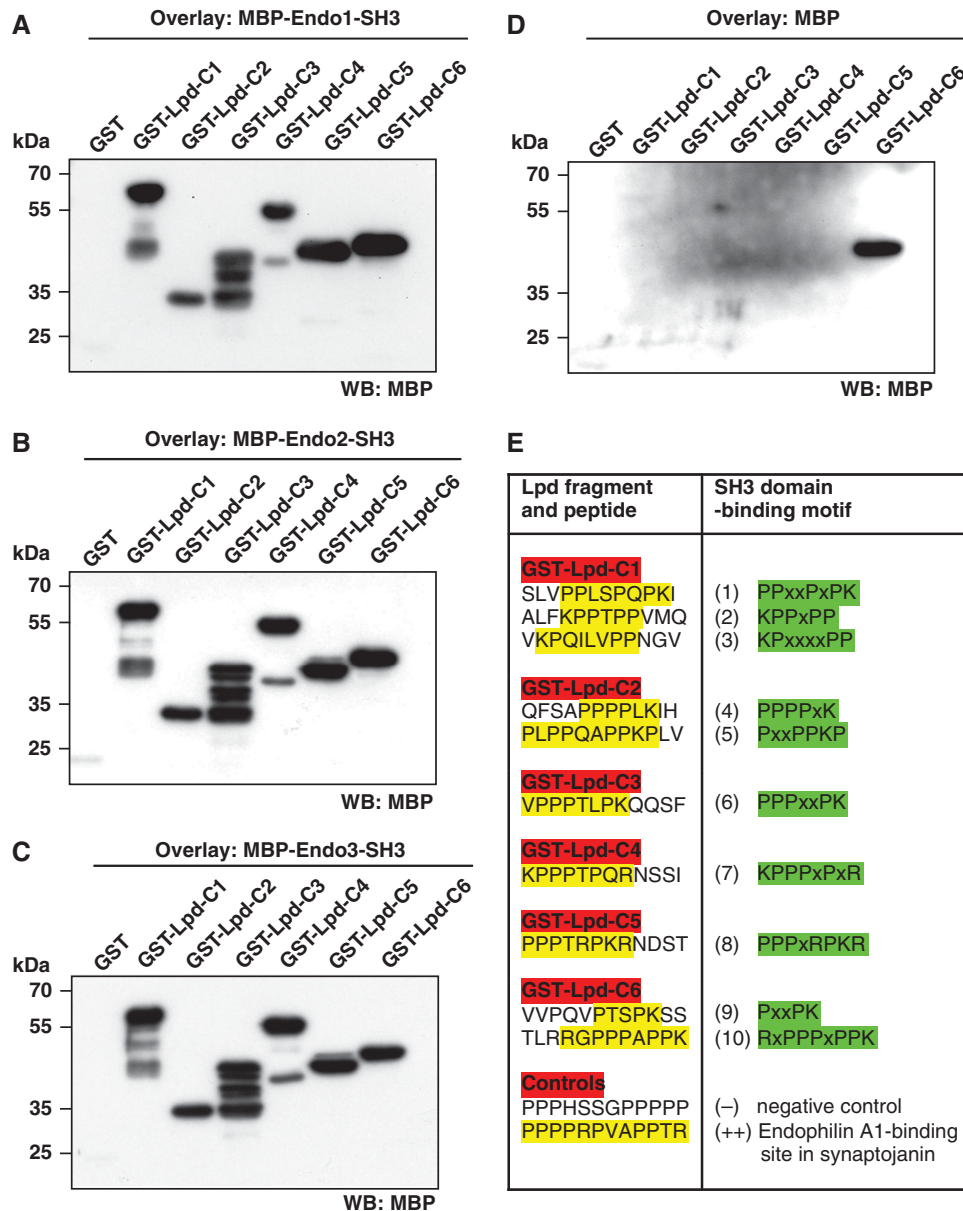 A
Overlay: MBP-Endo1-SH3
GST
GST-Lpd-C1
GST-Lpd-C2
GST-Lpd-C3
GST-Lpd-C4
GST-Lpd-C5
GST-Lpd-C6
kDa
70
55
35
25
WB: MBP
B
Overlay: MBP-Endo2-SH3
GST
GST-Lpd-C1
GST-Lpd-C2
GST-Lpd-C3
GST-Lpd-C4
GST-Lpd-C5
GST-Lpd-C6
kDa
70
55
35
25
WB: MBP
C
Overlay: MBP-Endo3-SH3
GST
GST-Lpd-C1
GST-Lpd-C2
GST-Lpd-C3
GST-Lpd-C4
GST-Lpd-C5
GST-Lpd-C6
kDa
70
55
35
25
WB: MBP
D
Overlay: MBP
GST
GST-Lpd-C1
GST-Lpd-C2
GST-Lpd-C3
GST-Lpd-C4
GST-Lpd-C5
GST-Lpd-C6
kDa
70
55
35
25
WB: MBP
E
Lpd fragment and peptide
SH3 domain -binding motif
GST-Lpd-C1
SLVPPLSPQPKI (1) PPxxPxPK
ALFKPPTPPVMQ (2) KPPxPP
VKPQILVPPNGV (3) KPxxxxPP
GST-Lpd-C2
QFSAPPPPLKIH (4) PPPPxK
PLPPQAPPKPLV (5) PxxPPKP
GST-Lpd-C3
VPPPTLPKQQSF (6) PPPxxPK
GST-Lpd-C4
KPPPTPQRNSSI (7) KPPPxPxR
GST-Lpd-C5
PPPTRPKRNDST (8) PPPxRPKR
GST-Lpd-C6
VVPQVPTSPKSS (9) PxxPK
TLRRRGPPPAPPK (10) RxPPPxPPK
Controls
PPPHSSGPPPPP (–) negative control
PPPPRPVAPPTR (++) Endophilin A1-binding
site in synaptojanin